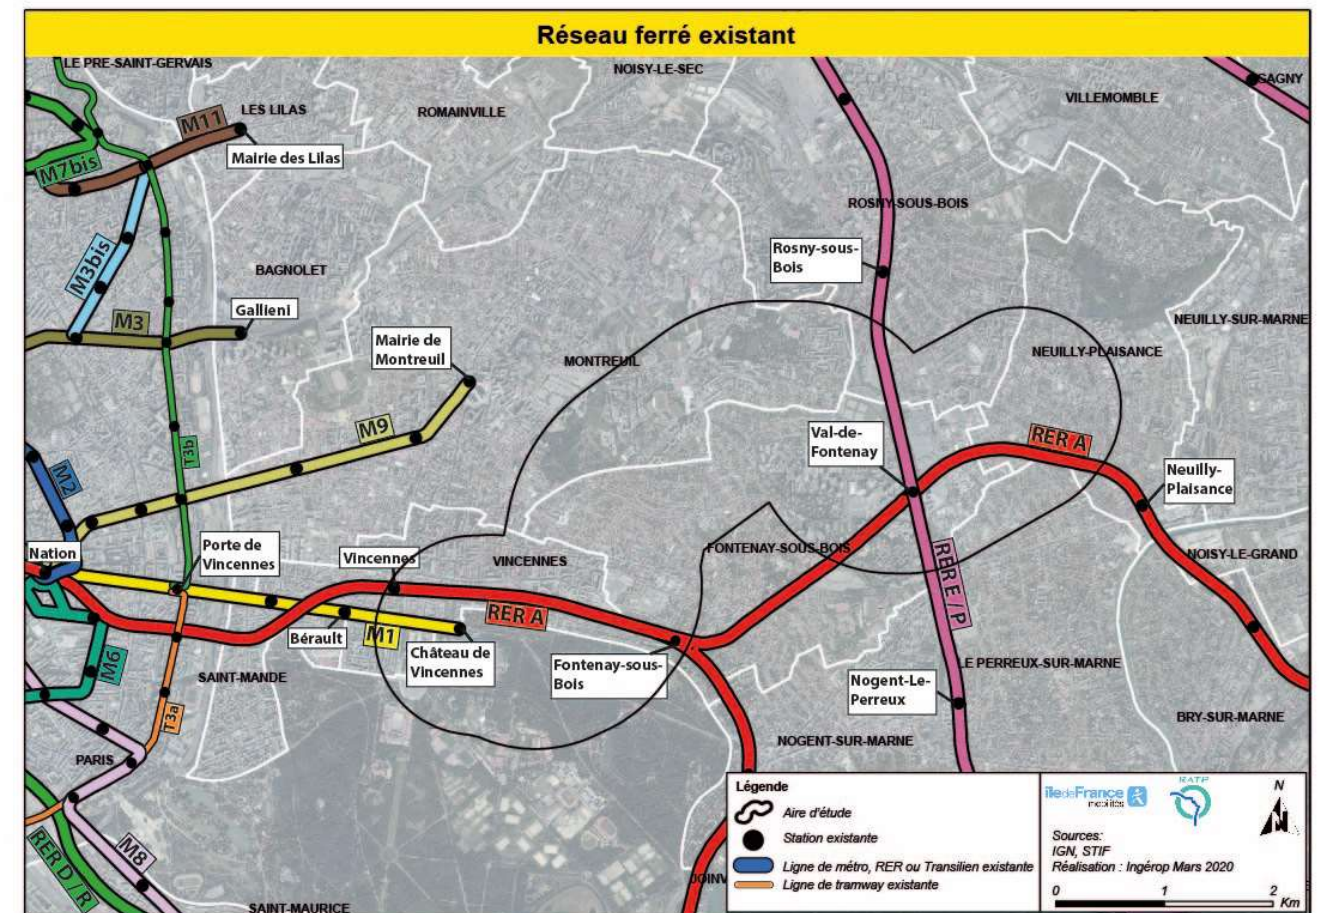 Réseau ferré existant
LE PRE-SAINT-GERVAIS
NOISY-LE-SEC
GAGNY
VILLEMOMBLE
LES LILAS
ROMAINVILLE
M11
Mairie des Lilas
M7bis
ROSNY-SOUS-BOIS
Rosny-sous-
Bois
M3bis
BAGNOLET
Gallieni
M3
NEUILLY-SUR-MARNE
Mairie de
Montreuil
MONTREUIL
NEUILLY-PLAISANCE
M9
Val-de-
Fontenay
RER A
T3b
M2
Neuilly-
Plaisance
Nation
Porte de
Vincennes
Vincennes
VINCENNES
FONTENAY-SOUS-BOIS
NOISY-LE-GRAND
RER E / P
RER A
Bérault
M1
Château de
Vincennes
M6
SAINT-MANDE
Fontenay-sous-
Bois
LE PERREUX-SUR-MARNE
Nogent-Le-
Perreux
T3a
BRY-SUR-MARNE
NOGENT-SUR-MARNE
PARIS
M8
RER D / R
JOINV
SAINT-MAURICE
Légende
Aire d'étude
Station existante
Ligne de métro, RER ou Transilien existante
Ligne de tramway existante
île de France
mobilités
RATP
N
Sources:
IGN, STIF
Réalisation : Ingérop Mars 2020
0 1 2
Km